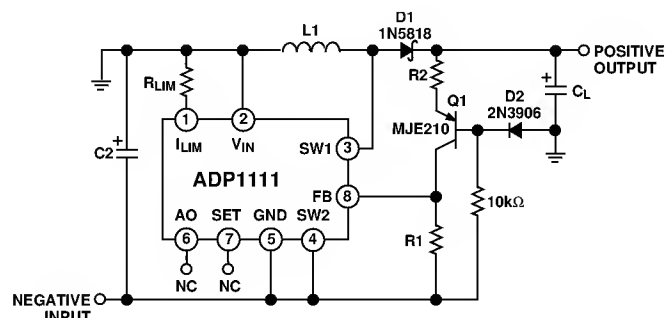 D1
1N5818
L1
POSITIVE
OUTPUT
RLIM
R2
Q1
D2
2N3906
CL
MJE210
C2
1
2
ILIM
VIN
SW1
3
ADP1111
FB
8
10kΩ
AO
SET
GND
SW2
6
7
5
4
R1
NC
NC
NEGATIVE
INPUT